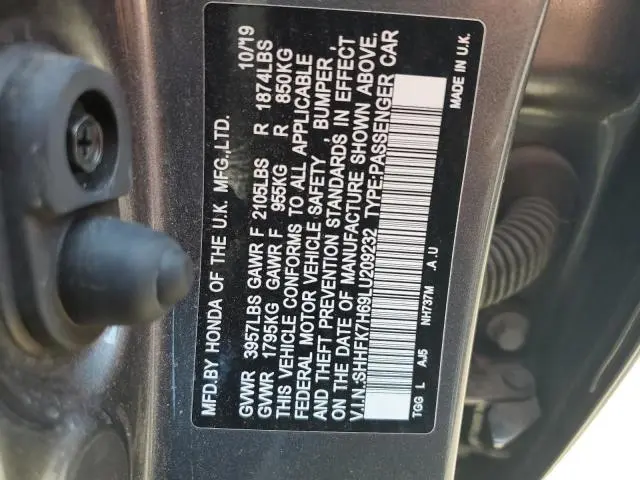 MFD.BY HONDA OF THE U.K. MFG.,LTD. 10/19
GVWR 3957LBS GAWR F 2105LBS R 1874LBS
GVWR 1795KG GAWR F 955KG R 850KG
THIS VEHICLE CONFORMS TO ALL APPLICABLE
FEDERAL MOTOR VEHICLE SAFETY , BUMPER ,
AND THEFT PREVENTION STANDARDS IN EFFECT
ON THE DATE OF MANUFACTURE SHOWN ABOVE.
V.I.N.:SHHFK7H69LU209232 TYPE:PASSENGER CAR
TGG L AJ5 NH737M .A.U MADE IN U.K.